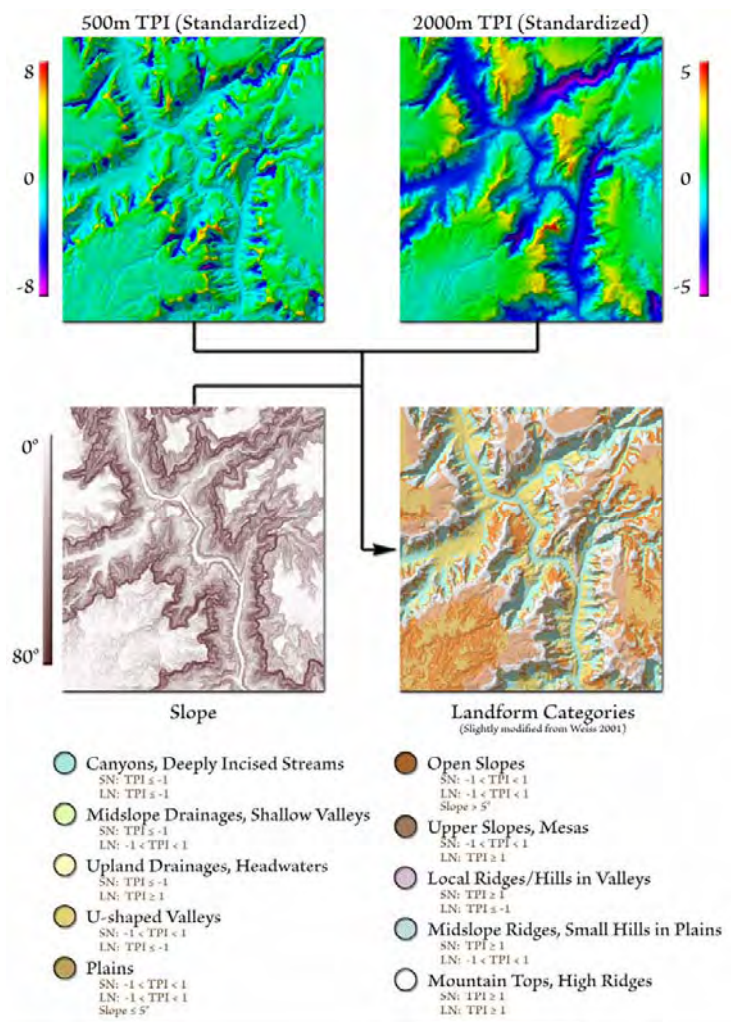 500m TPI (Standardized)
2000m TPI (Standardized)
8
0
-8
5
0
-5
0°
80°
Slope
Landform Categories
(Slightly modified from Weiss 2001)
Canyons, Deeply Incised Streams
SN: TPI ≤ -1
LN: TPI ≤ -1
Midslope Drainages, Shallow Valleys
SN: TPI ≤ -1
LN: -1 < TPI < 1
Upland Drainages, Headwaters
SN: TPI ≤ -1
LN: TPI ≥ 1
U-shaped Valleys
SN: -1 < TPI < 1
LN: TPI ≤ -1
Plains
SN: -1 < TPI < 1
LN: -1 < TPI < 1
Slope ≤ 5°
Open Slopes
SN: -1 < TPI < 1
LN: -1 < TPI < 1
Slope > 5°
Upper Slopes, Mesas
SN: -1 < TPI < 1
LN: TPI ≥ 1
Local Ridges/Hills in Valleys
SN: TPI ≥ 1
LN: TPI ≤ -1
Midslope Ridges, Small Hills in Plains
SN: TPI ≥ 1
LN: -1 < TPI < 1
Mountain Tops, High Ridges
SN: TPI ≥ 1
LN: TPI ≥ 1